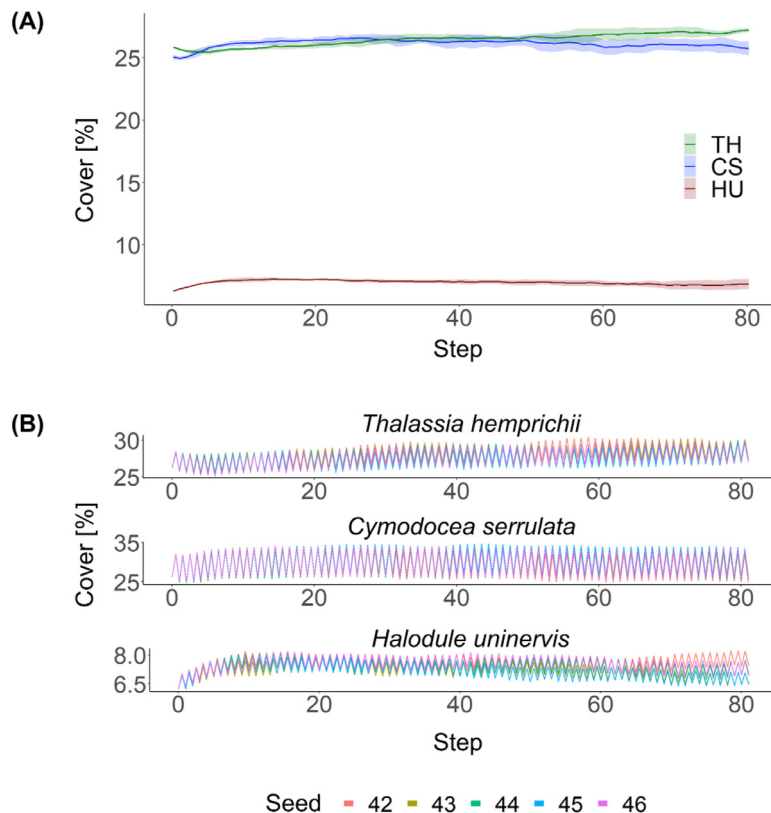 (A)
25
20
15
10
Cover [%]
TH
CS
HU
0 20 40 60 80
Step
(B)
Thalassia hemprichii
30
25
0 20 40 60 80
Cymodocea serrulata
35
25
0 20 40 60 80
Cover [%]
Halodule uninervis
8.0
6.5
0 20 40 60 80
Step
Seed 42 43 44 45 46